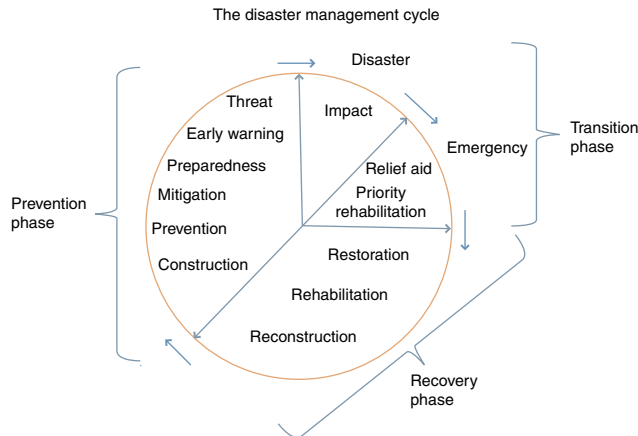 The disaster management cycle
Disaster
Threat
Impact
Early warning
Emergency
Transition
phase
Preparedness
Relief aid
Mitigation
Priority
rehabilitation
Prevention
phase
Prevention
Restoration
Construction
Rehabilitation
Reconstruction
Recovery
phase